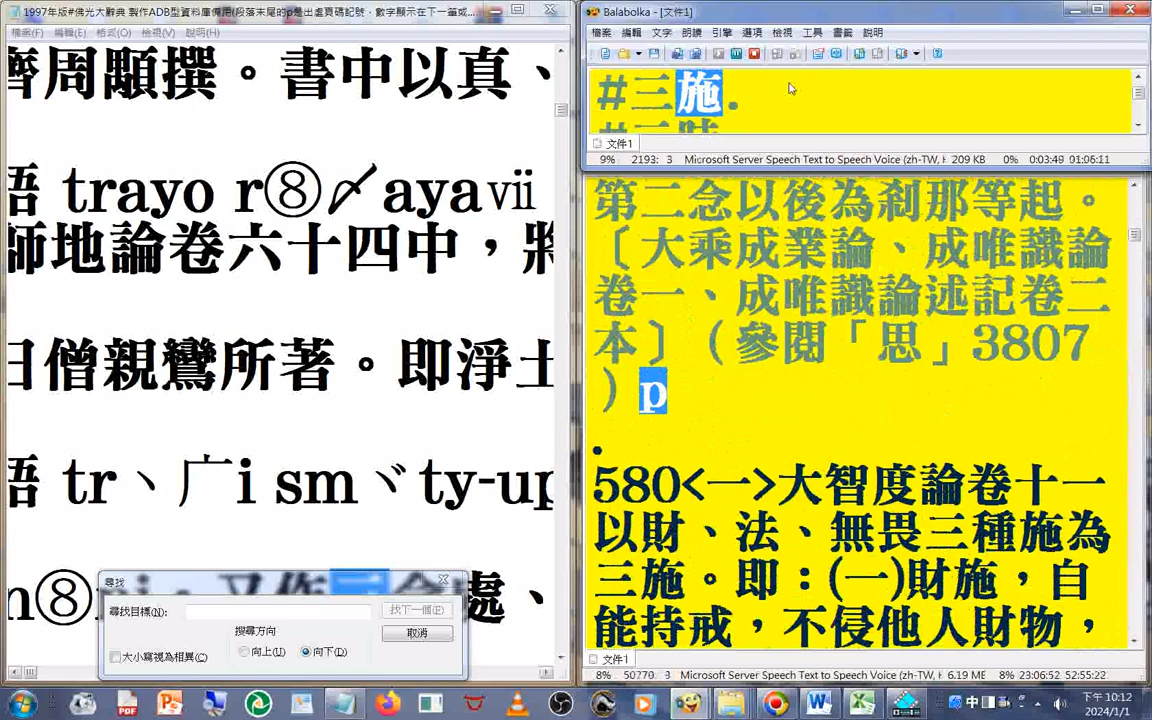 1997年版#佛光大辭典 製作ADB型資料庫備用(段落末尾的p是出處頁碼記號，數字顯示在下一筆或...
檔案(F) 編輯(E) 格式(O) 檢視(V) 說明(H)
齊周顒撰。書中以真、
語 trayo r⑧〆ayaⅶ
師地論卷六十四中，將
日僧親鸞所著。即淨土
語 tr丶广i smヾty-up
n⑧
處、
尋找
尋找目標(N):
找下一個(F)
搜尋方向
取消
大小寫視為相異(C)
向上(U)
向下(D)
Balabolka - [文件1]
檔案 編輯 文字 朗讀 引擎 選項 檢視 工具 書籤 說明
#三施.
文件1
9% 2193: 3 Microsoft Server Speech Text to Speech Voice (zh-TW, H 209 KB 0% 0:03:49 01:06:11
第二念以後為剎那等起。
〔大乘成業論、成唯識論
卷一、成唯識論述記卷二
本〕（參閱「思」3807
）p
.
580<一>大智度論卷十一
以財、法、無畏三種施為
三施。即：(一)財施，自
能持戒，不侵他人財物，
文件1
8% 50770: 3 Microsoft Server Speech Text to Speech Voice (zh-TW, H 6.19 MB 8% 23:06:52 52:55:22
中
下午 10:12
2024/1/1